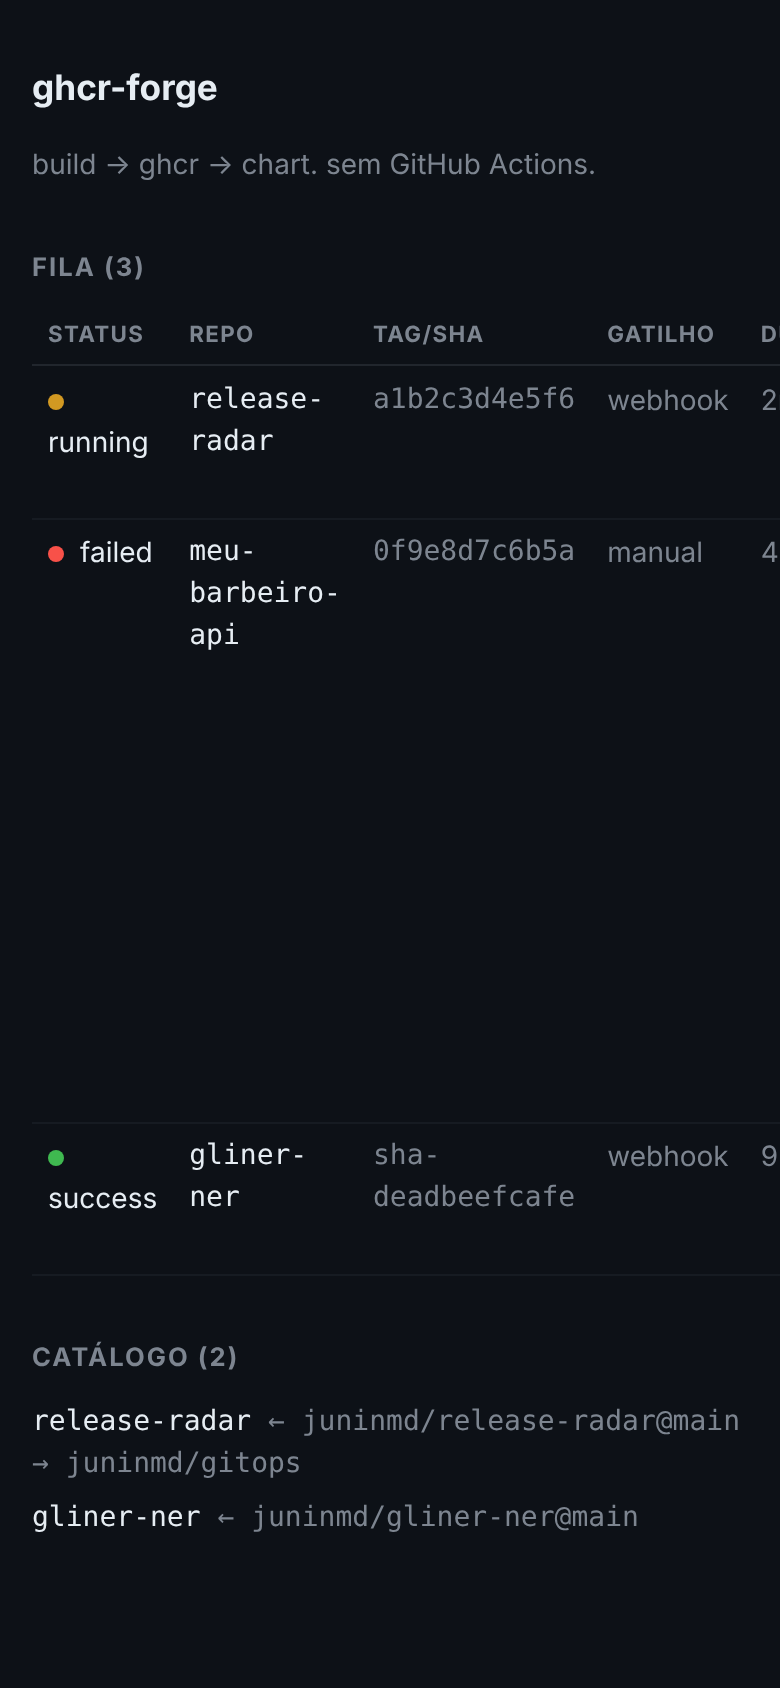 ghcr-forge
build → ghcr → chart. sem GitHub Actions.
FILA (3)
STATUS REPO TAG/SHA GATILHO
running release-radar a1b2c3d4e5f6 webhook 2
failed meu-barbeiro-api 0f9e8d7c6b5a manual 4
success gliner-ner sha-deadbeefcafe webhook 9
CATÁLOGO (2)
release-radar ← juninmd/release-radar@main
→ juninmd/gitops
gliner-ner ← juninmd/gliner-ner@main